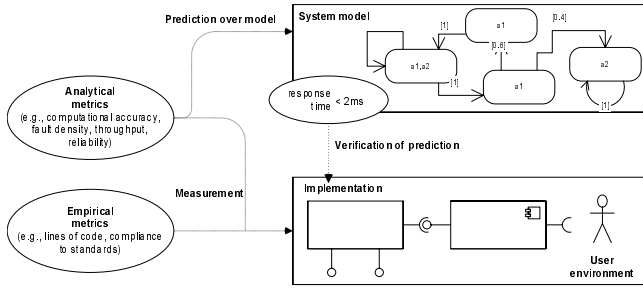 Prediction over model
System model
[1]
a1
[0.4]
[0.6]
a1,a2
[1]
a1
a2
[1]
response
time < 2ms
Analytical
metrics
(e.g., computational accuracy,
fault density, throughput,
reliability)
Verification of prediction
Measurement
Implementation
Empirical
metrics
(e.g., lines of code, compliance
to standards)
User
environment